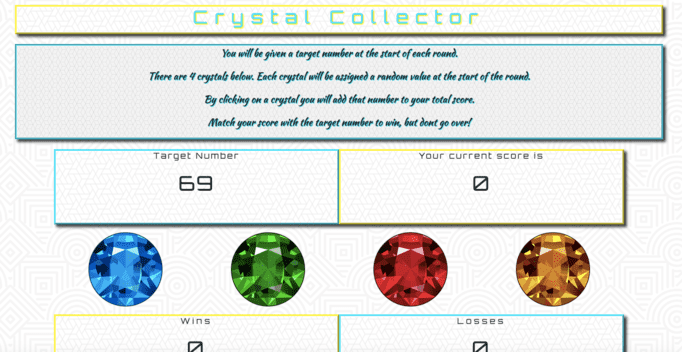 Crystal Collector
You will be given a target number at the start of each round.
There are 4 crystals below. Each crystal will be assigned a random value at the start of the round.
By clicking on a crystal you will add that number to your total score.
Match your score with the target number to win, but dont go over!
Target Number
Your current score is
69
0
Wins
Losses
0
0